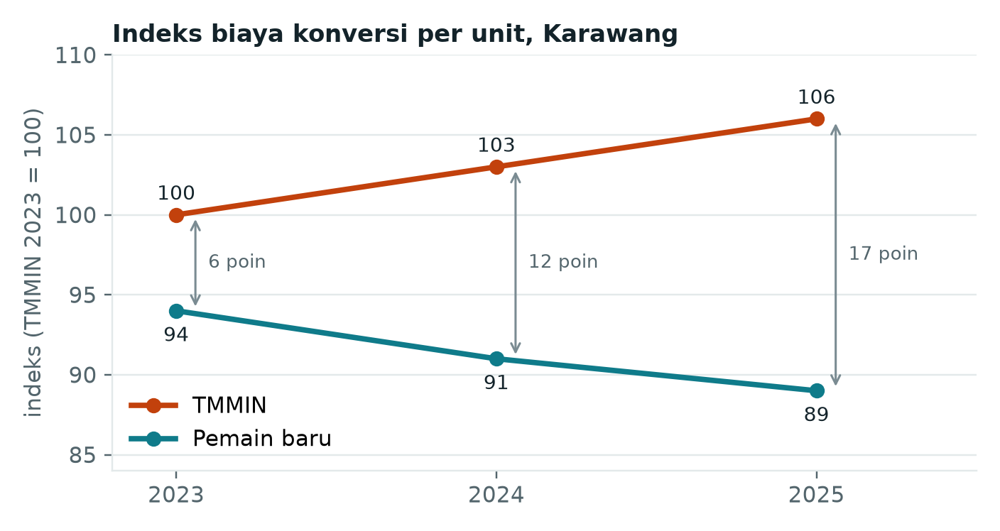 Indeks biaya konversi per unit, Karawang
indeks (TMMIN 2023 = 100)
110
105
100
95
90
85
100
103
106
6 poin
12 poin
17 poin
94
91
89
TMMIN
Pemain baru
2023
2024
2025